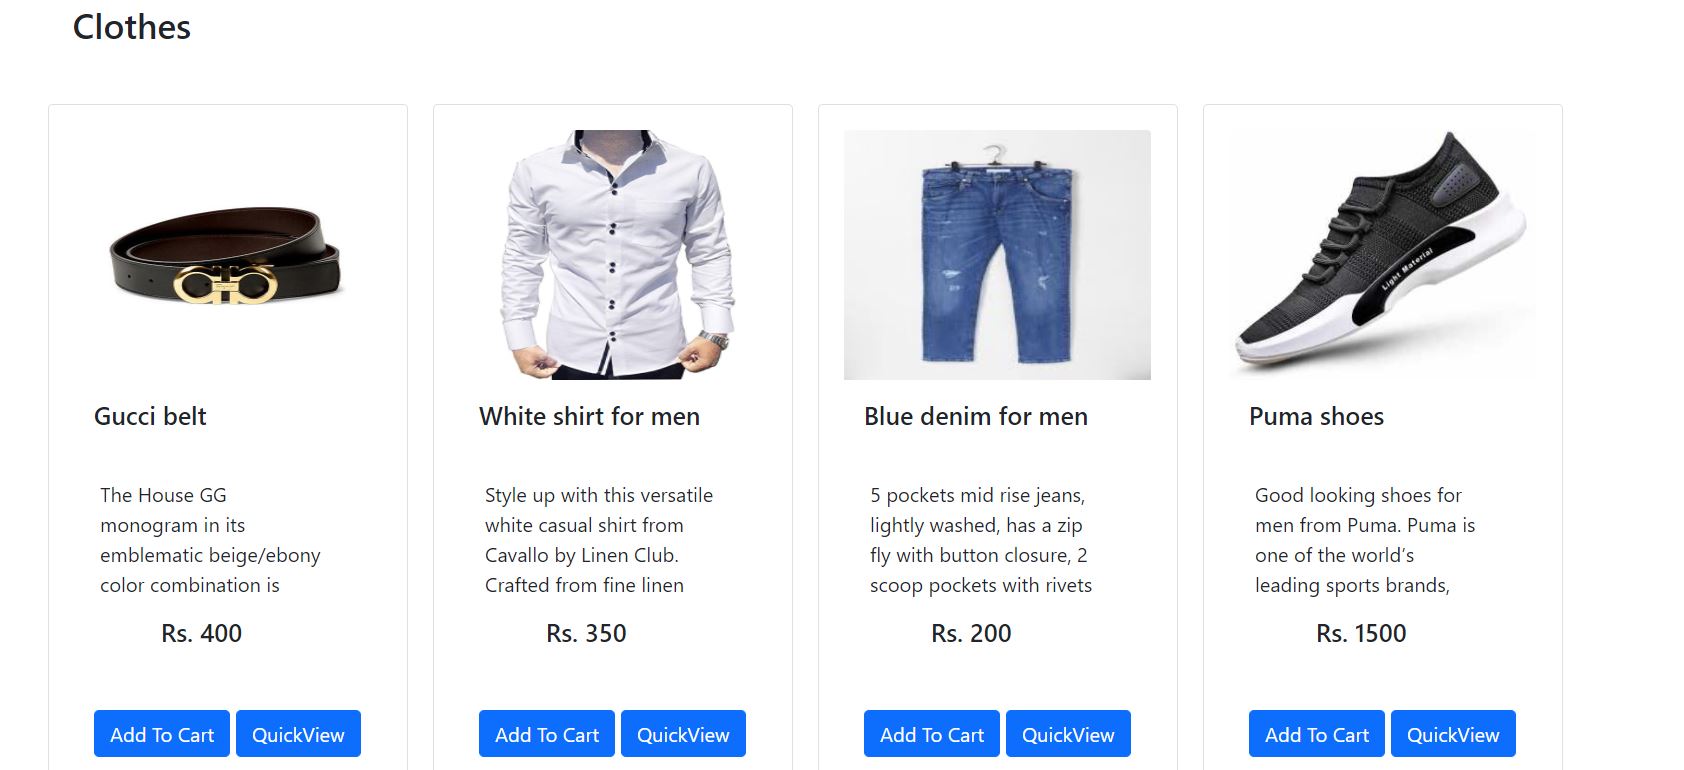 Clothes
Light Material
Gucci belt
White shirt for men
Blue denim for men
Puma shoes
The House GG
monogram in its
emblematic beige/ebony
color combination is
Style up with this versatile
white casual shirt from
Cavallo by Linen Club.
Crafted from fine linen
5 pockets mid rise jeans,
lightly washed, has a zip
fly with button closure, 2
scoop pockets with rivets
Good looking shoes for
men from Puma. Puma is
one of the world’s
leading sports brands,
Rs. 400
Rs. 350
Rs. 200
Rs. 1500
Add To Cart QuickView
Add To Cart QuickView
Add To Cart QuickView
Add To Cart QuickView